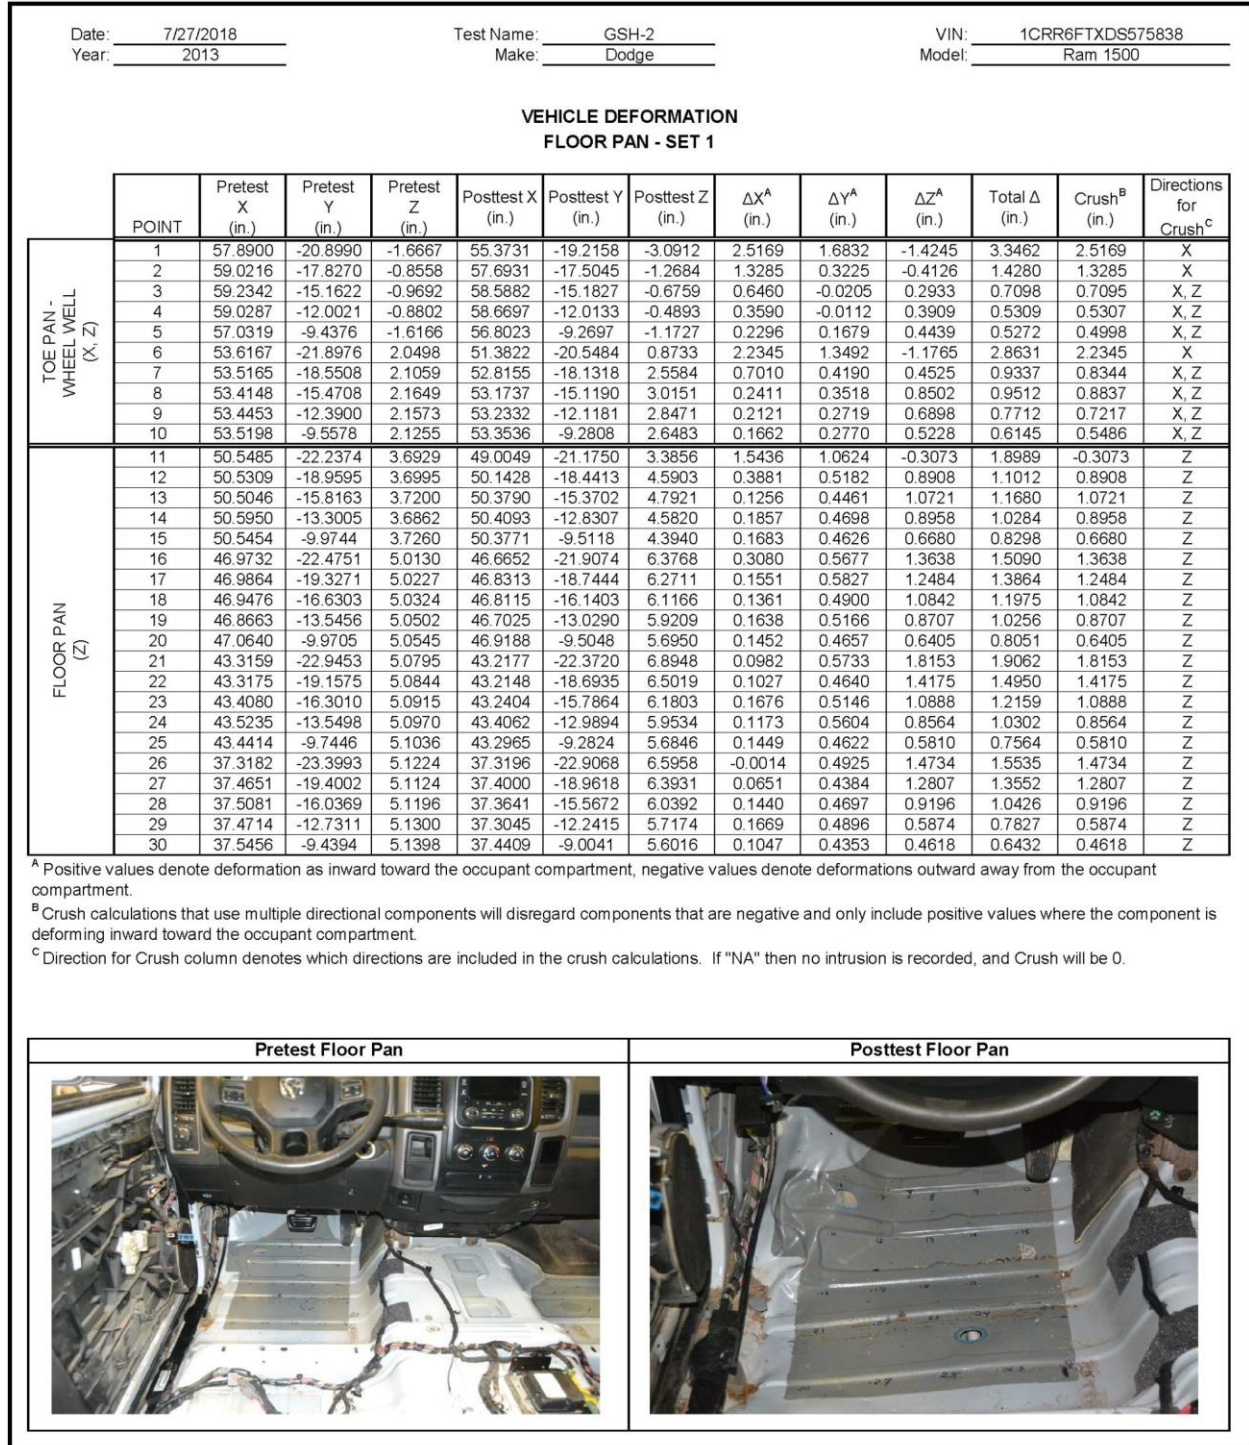 Date: 7/27/2018 Test Name: GSH-2 VIN: 1CRR6FTXDS575838
Year: 2013 Make: Dodge Model: Ram 1500
VEHICLE DEFORMATION
FLOOR PAN - SET 1
POINT Pretest X (in.) Pretest Y (in.) Pretest Z (in.) Posttest X (in.) Posttest Y (in.) Posttest Z (in.) ΔX^A (in.) ΔY^A (in.) ΔZ^A (in.) Total Δ (in.) Crush^B (in.) Directions for Crush^C
TOE PAN - WHEEL WELL (X, Z)
1 57.8900 -20.8990 -1.6667 55.3731 -19.2158 -3.0912 2.5169 1.6832 -1.4245 3.3462 2.5169 X
2 59.0216 -17.8270 -0.8558 57.6931 -17.5045 -1.2684 1.3285 0.3225 -0.4126 1.4280 1.3285 X
3 59.2342 -15.1622 -0.9692 58.5882 -15.1827 -0.6759 0.6460 -0.0205 0.2933 0.7098 0.7095 X, Z
4 59.0287 -12.0021 -0.8802 58.6697 -12.0133 -0.4893 0.3590 -0.0112 0.3909 0.5309 0.5307 X, Z
5 57.0319 -9.4376 -1.6166 56.8023 -9.2697 -1.1727 0.2296 0.1679 0.4439 0.5272 0.4998 X, Z
6 53.6167 -21.8976 2.0498 51.3822 -20.5484 0.8733 2.2345 1.3492 -1.1765 2.8631 2.2345 X
7 53.5165 -18.5508 2.1059 52.8155 -18.1318 2.5584 0.7010 0.4190 0.4525 0.9337 0.8344 X, Z
8 53.4148 -15.4708 2.1649 53.1737 -15.1190 3.0151 0.2411 0.3518 0.8502 0.9512 0.8837 X, Z
9 53.4453 -12.3900 2.1573 53.2332 -12.1181 2.8471 0.2121 0.2719 0.6898 0.7712 0.7217 X, Z
10 53.5198 -9.5578 2.1255 53.3536 -9.2808 2.6483 0.1662 0.2770 0.5228 0.6145 0.5486 X, Z
FLOOR PAN (Z)
11 50.5485 -22.2374 3.6929 49.0049 -21.1750 3.3856 1.5436 1.0624 -0.3073 1.8989 -0.3073 Z
12 50.5309 -18.9595 3.6995 50.1428 -18.4413 4.5903 0.3881 0.5182 0.8908 1.1012 0.8908 Z
13 50.5046 -15.8163 3.7200 50.3790 -15.3702 4.7921 0.1256 0.4461 1.0721 1.1680 1.0721 Z
14 50.5950 -13.3005 3.6862 50.4093 -12.8307 4.5820 0.1857 0.4698 0.8958 1.0284 0.8958 Z
15 50.5454 -9.9744 3.7260 50.3771 -9.5118 4.3940 0.1683 0.4626 0.6680 0.8298 0.6680 Z
16 46.9732 -22.4751 5.0130 46.6652 -21.9074 6.3768 0.3080 0.5677 1.3638 1.5090 1.3638 Z
17 46.9864 -19.3271 5.0227 46.8313 -18.7444 6.2711 0.1551 0.5827 1.2484 1.3864 1.2484 Z
18 46.9476 -16.6303 5.0324 46.8115 -16.1403 6.1166 0.1361 0.4900 1.0842 1.1975 1.0842 Z
19 46.8663 -13.5456 5.0502 46.7025 -13.0290 5.9209 0.1638 0.5166 0.8707 1.0256 0.8707 Z
20 47.0640 -9.9705 5.0545 46.9188 -9.5048 5.6950 0.1452 0.4657 0.6405 0.8051 0.6405 Z
21 43.3159 -22.9453 5.0795 43.2177 -22.3720 6.8948 0.0982 0.5733 1.8153 1.9062 1.8153 Z
22 43.3175 -19.1575 5.0844 43.2148 -18.6935 6.5019 0.1027 0.4640 1.4175 1.4950 1.4175 Z
23 43.4080 -16.3010 5.0915 43.2404 -15.7864 6.1803 0.1676 0.5146 1.0888 1.2159 1.0888 Z
24 43.5235 -13.5498 5.0970 43.4062 -12.9894 5.9534 0.1173 0.5604 0.8564 1.0302 0.8564 Z
25 43.4414 -9.7446 5.1036 43.2965 -9.2824 5.6846 0.1449 0.4622 0.5810 0.7564 0.5810 Z
26 37.3182 -23.3993 5.1224 37.3196 -22.9068 6.5958 -0.0014 0.4925 1.4734 1.5535 1.4734 Z
27 37.4651 -19.4002 5.1124 37.4000 -18.9618 6.3931 0.0651 0.4384 1.2807 1.3552 1.2807 Z
28 37.5081 -16.0369 5.1196 37.3641 -15.5672 6.0392 0.1440 0.4697 0.9196 1.0426 0.9196 Z
29 37.4714 -12.7311 5.1300 37.3045 -12.2415 5.7174 0.1669 0.4896 0.5874 0.7827 0.5874 Z
30 37.5456 -9.4394 5.1398 37.4409 -9.0041 5.6016 0.1047 0.4353 0.4618 0.6432 0.4618 Z
A Positive values denote deformation as inward toward the occupant compartment, negative values denote deformations outward away from the occupant
compartment.
B Crush calculations that use multiple directional components will disregard components that are negative and only include positive values where the component is
deforming inward toward the occupant compartment.
C Direction for Crush column denotes which directions are included in the crush calculations. If "NA" then no intrusion is recorded, and Crush will be 0.
Pretest Floor Pan Posttest Floor Pan